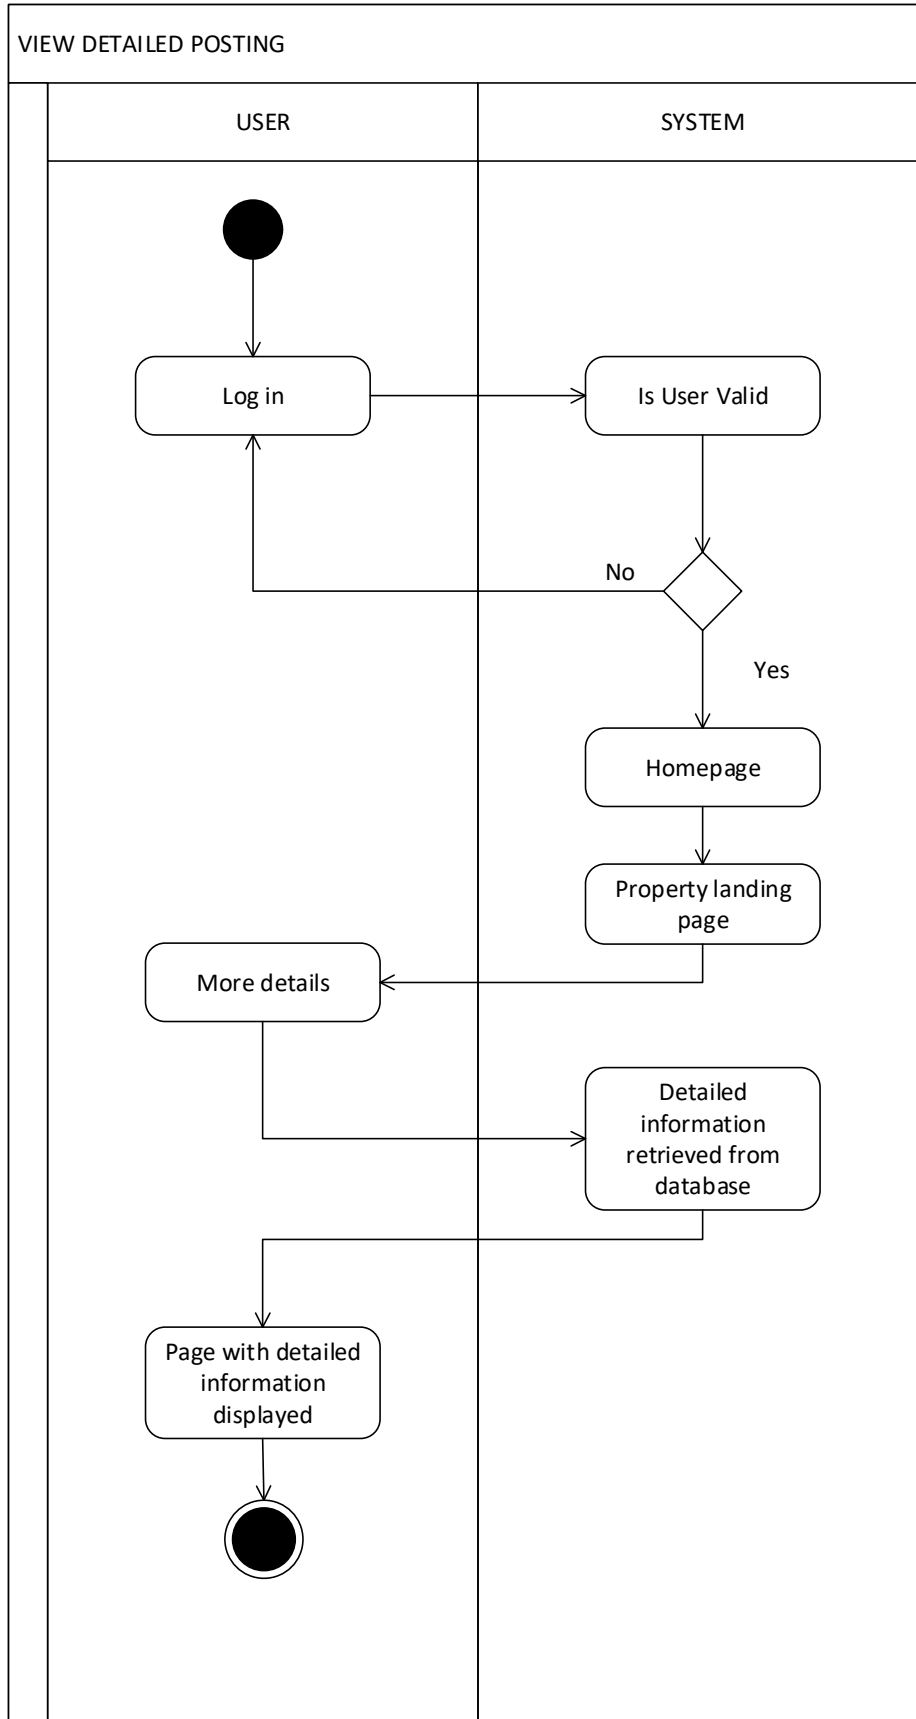 VIEW DETAILED POSTING
USER
SYSTEM
Log in
Is User Valid
No
Yes
Homepage
Property landing
page
More details
Detailed
information
retrieved from
database
Page with detailed
information
displayed